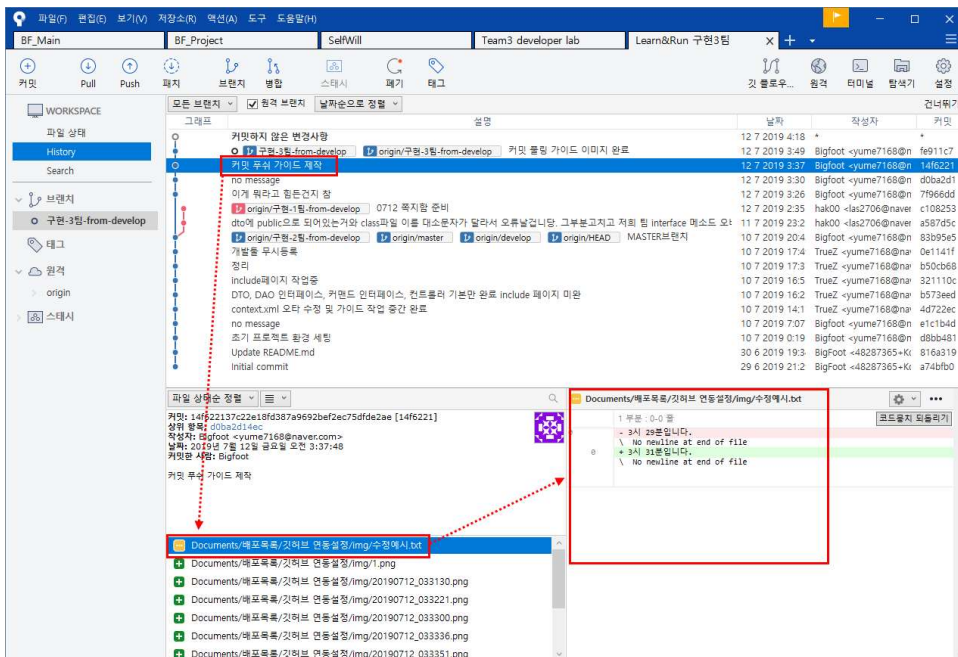 파일(F) 편집(E) 보기(V) 저장소(R) 액션(A) 도구 도움말(H)
BF_Main BF_Project SelfWill Team3 developer lab Learn&Run 구현3팀
커밋 Pull Push 패치 브랜치 병합 스태시 폐기 태그 깃 플로우... 원격 터미널 탐색기 설정
WORKSPACE
파일 상태
History
Search
브랜치
구현-3팀-from-develop
태그
원격
origin
스태시
모든 브랜치 원격 브랜치 날짜순으로 정렬 건너뛰기
그래프 설명 날짜 작성자 커밋
커밋하지 않은 변경사항 12 7 2019 4:18 * *
구현-3팀-from-develop origin/구현-3팀-from-develop 커밋 풀링 가이드 이미지 완료 12 7 2019 3:49 Bigfoot <yume7168@n fe911c7
커밋 푸쉬 가이드 제작 12 7 2019 3:37 Bigfoot <yume7168@n 14f6221
no message 12 7 2019 3:30 Bigfoot <yume7168@n d0ba2d1
이게 뭐라고 힘든건지 참 12 7 2019 3:26 Bigfoot <yume7168@n 7f966dd
origin/구현-1팀-from-develop 0712 쪽지함 준비 12 7 2019 2:35 hak00 <las2706@naver c108253
dto에 public으로 되어있는거와 class파일 이름 대소문자가 달라서 오류날겁니당. 그부분고치고 저희 팀 interface 메소드 오버 11 7 2019 23:2 hak00 <las2706@naver a587d5c
origin/구현-2팀-from-develop origin/master origin/develop origin/HEAD MASTER브랜치 10 7 2019 20:4 Bigfoot <yume7168@n 83b95e5
개발툴 무시등록 10 7 2019 17:4 TrueZ <yume7168@na 0e1141f
정리 10 7 2019 17:3 TrueZ <yume7168@na b50cb68
include페이지 작업중 10 7 2019 16:5 TrueZ <yume7168@na 321110c
DTO, DAO 인터페이스, 커맨드 인터페이스, 컨트롤러 기본만 완료 include 페이지 미완 10 7 2019 16:2 TrueZ <yume7168@na b573eed
context.xml 오타 수정 및 가이드 작업 중간 완료 10 7 2019 14:1 TrueZ <yume7168@na 4d722ec
no message 10 7 2019 7:07 Bigfoot <yume7168@n e1c1b4d
초기 프로젝트 환경 세팅 10 7 2019 0:19 Bigfoot <yume7168@n d8bb481
Update README.md 30 6 2019 19:3 BigFoot <48287365+Kc 816a319
Initial commit 29 6 2019 21:2 BigFoot <48287365+Kc a74bfb0
파일 상태순 정렬
커밋: 14f622137c22e18fd387a9692bef2ec75dfde2ae [14f6221]
상위 항목: d0ba2d14ec
작성자: Bigfoot <yume7168@naver.com>
날짜: 2019년 7월 12일 금요일 오전 3:37:48
커밋한 사람: Bigfoot
커밋 푸쉬 가이드 제작
Documents/배포목록/깃허브 연동설정/img/수정예시.txt
Documents/배포목록/깃허브 연동설정/img/1.png
Documents/배포목록/깃허브 연동설정/img/20190712_033130.png
Documents/배포목록/깃허브 연동설정/img/20190712_033221.png
Documents/배포목록/깃허브 연동설정/img/20190712_033300.png
Documents/배포목록/깃허브 연동설정/img/20190712_033336.png
Documents/배포목록/깃허브 연동설정/img/20190712_033351.png
Documents/배포목록/깃허브 연동설정/img/수정예시.txt
1 부분 : 0-0 줄 코드뭉치 되돌리기
- 3시 29분입니다.
\ No newline at end of file
0 + 3시 31분입니다.
\ No newline at end of file